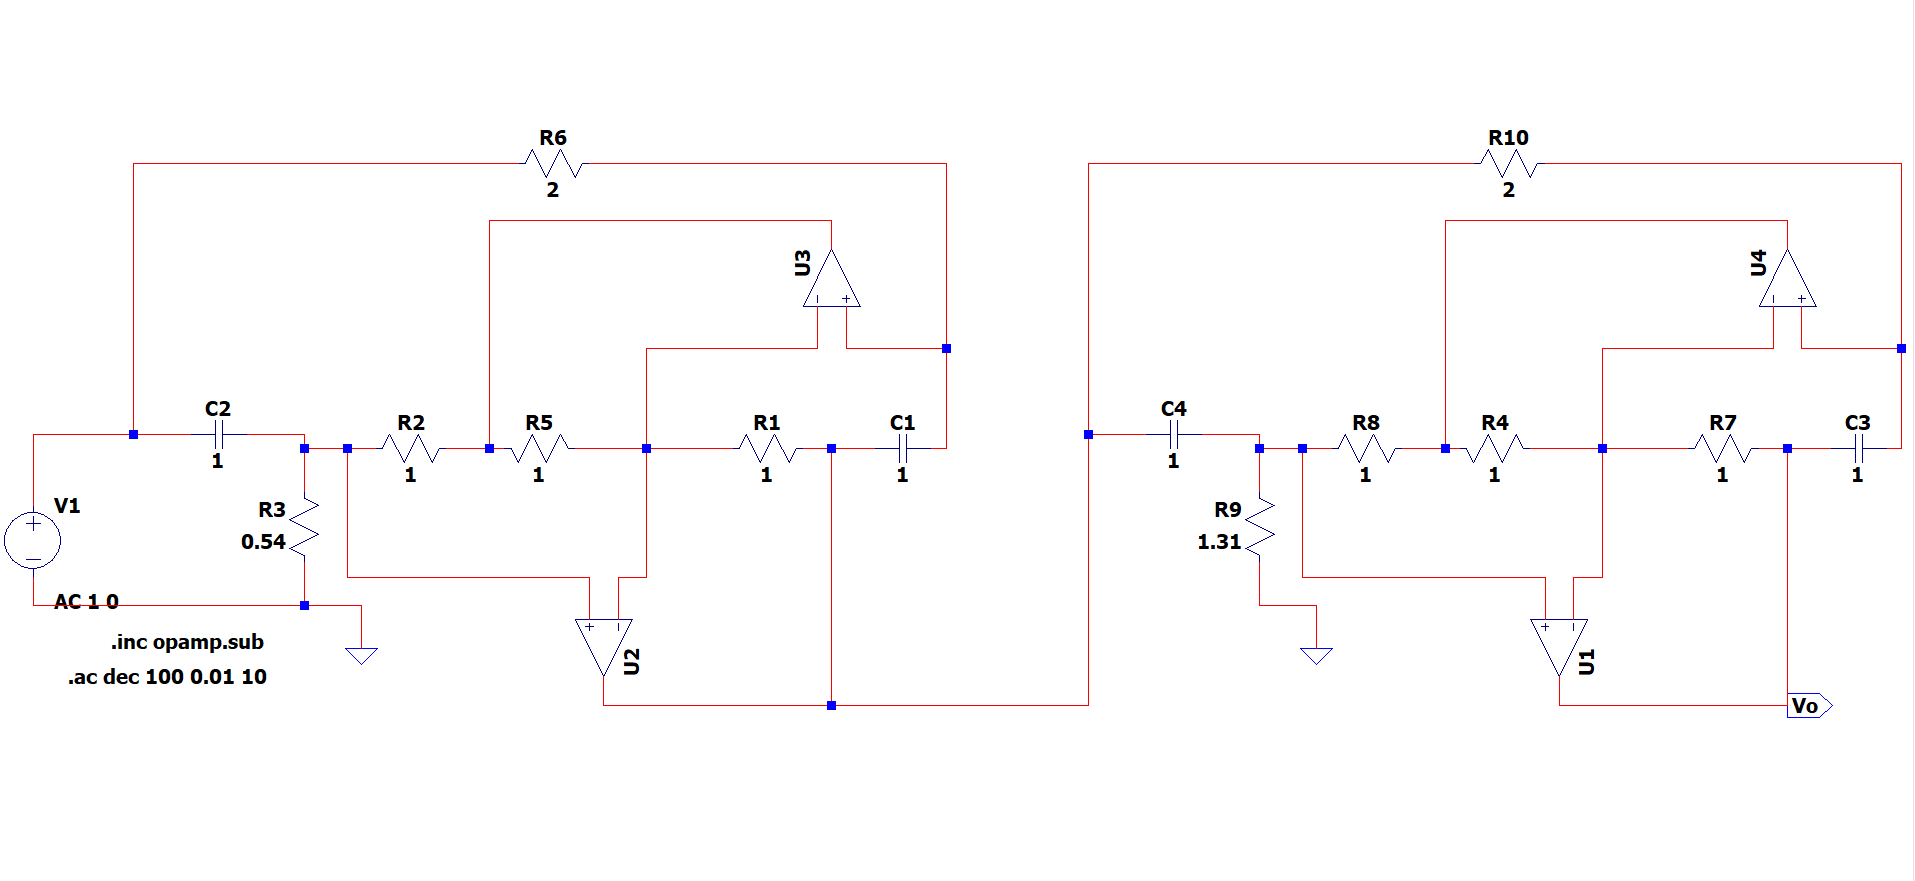 R6
2
R10
2
U3
- +
U4
- +
C2
1
R2
1
R5
1
R1
1
C1
1
C4
1
R8
1
R4
1
R7
1
C3
1
V1
+
-
R3
0.54
R9
1.31
AC 1 0
.inc opamp.sub
.ac dec 100 0.01 10
+ -
U2
+ -
U1
Vo